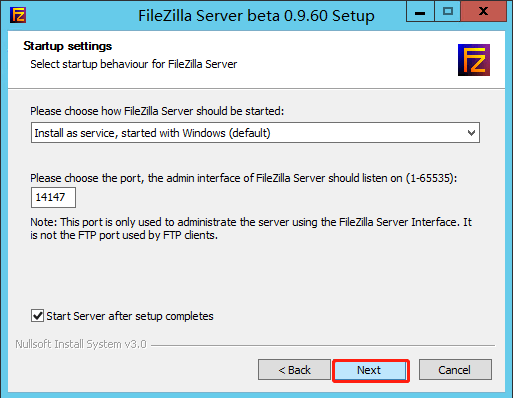 FileZilla Server beta 0.9.60 Setup
Startup settings
Select startup behaviour for FileZilla Server
Please choose how FileZilla Server should be started:
Install as service, started with Windows (default)
Please choose the port, the admin interface of FileZilla Server should listen on (1-65535):
14147
Note: This port is only used to administrate the server using the FileZilla Server Interface. It
is not the FTP port used by FTP clients.
Start Server after setup completes
Nullsoft Install System v3.0
< Back
Next
Cancel